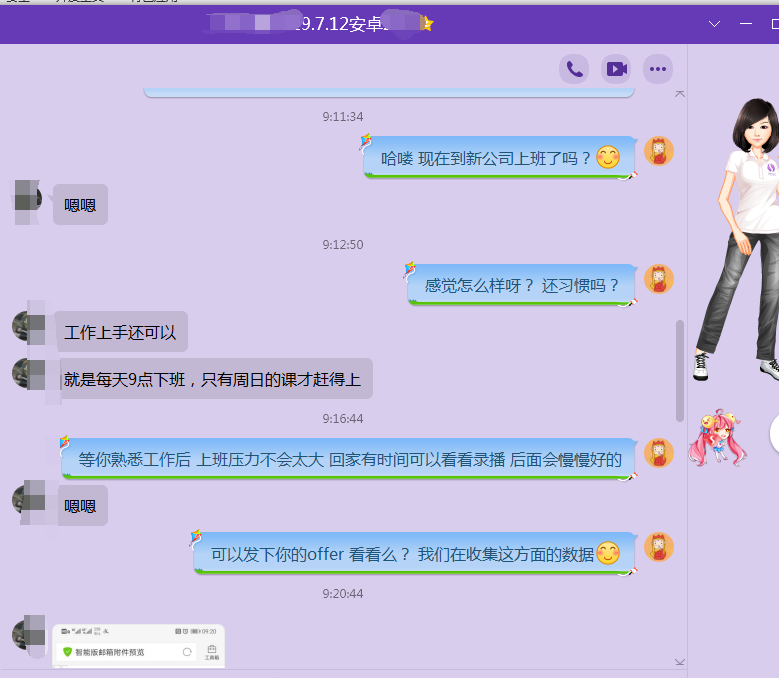 9.7.12安卓
9:11:34
哈喽 现在到新公司上班了吗？
嗯嗯
9:12:50
感觉怎么样呀？ 还习惯吗？
工作上手还可以
就是每天9点下班，只有周日的课才赶得上
9:16:44
等你熟悉工作后 上班压力不会太大 回家有时间可以看看录播 后面会慢慢好的
嗯嗯
可以发下你的offer 看看么？ 我们在收集这方面的数据
9:20:44
09:20
智能版邮箱附件预览
工具箱